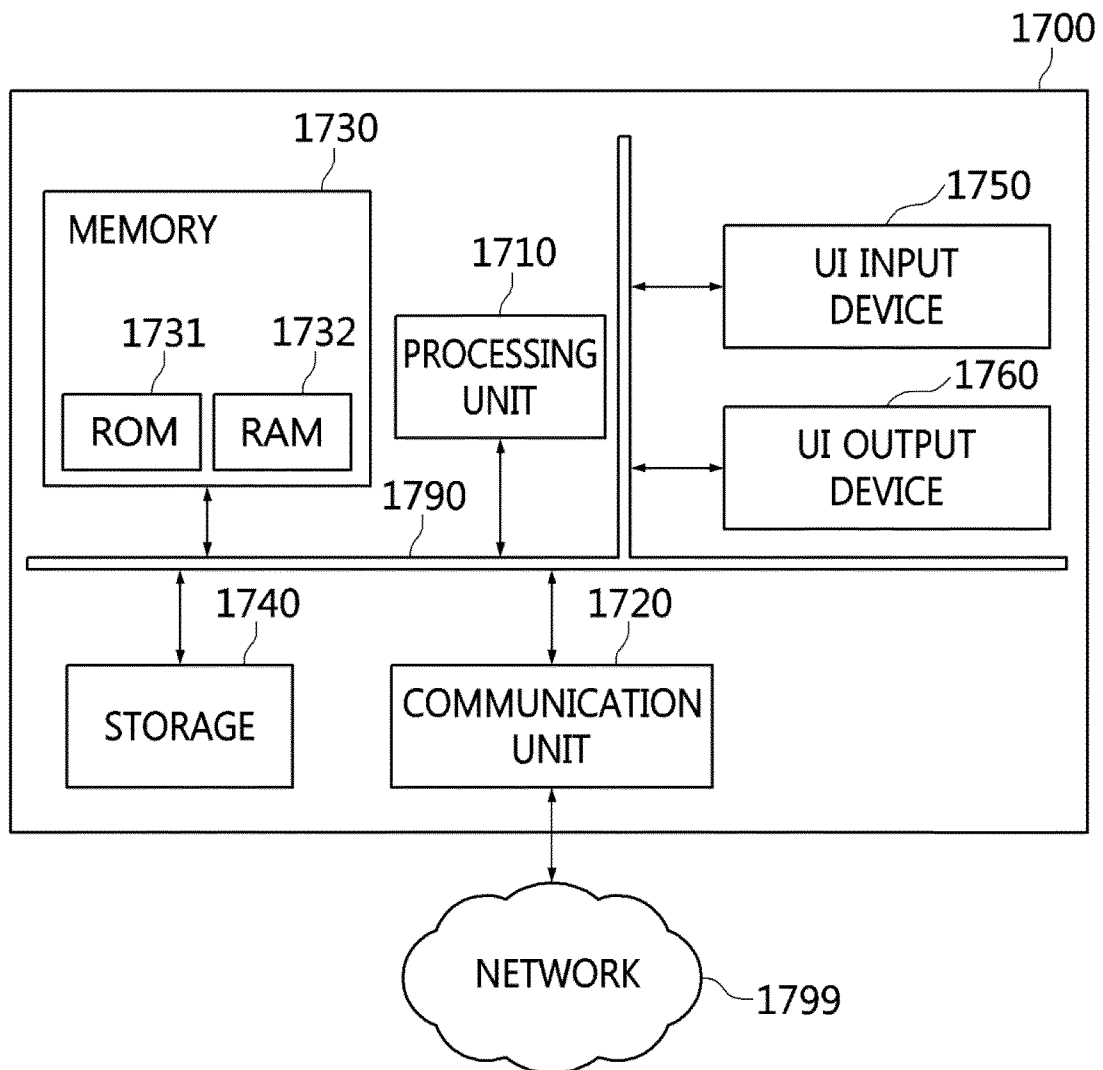 1700
1730
MEMORY
1750
1710
UI INPUT
DEVICE
1731
1732
PROCESSING
UNIT
1760
ROM
RAM
UI OUTPUT
DEVICE
1790
1740
1720
STORAGE
COMMUNICATION
UNIT
NETWORK
1799